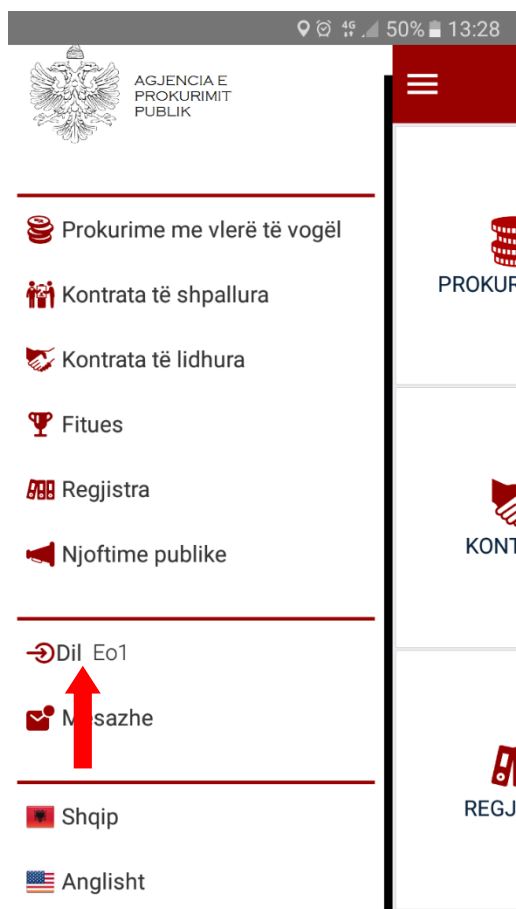 4G 50% 13:28
AGJENCIA E
PROKURIMIT
PUBLIK
Prokurime me vlerë të vogël
Kontrata të shpallura
Kontrata të lidhura
Fitues
Regjistra
Njoftime publike
Dil Eo1
Mesazhe
Shqip
Anglisht
PROKUR
KONT
REGJ